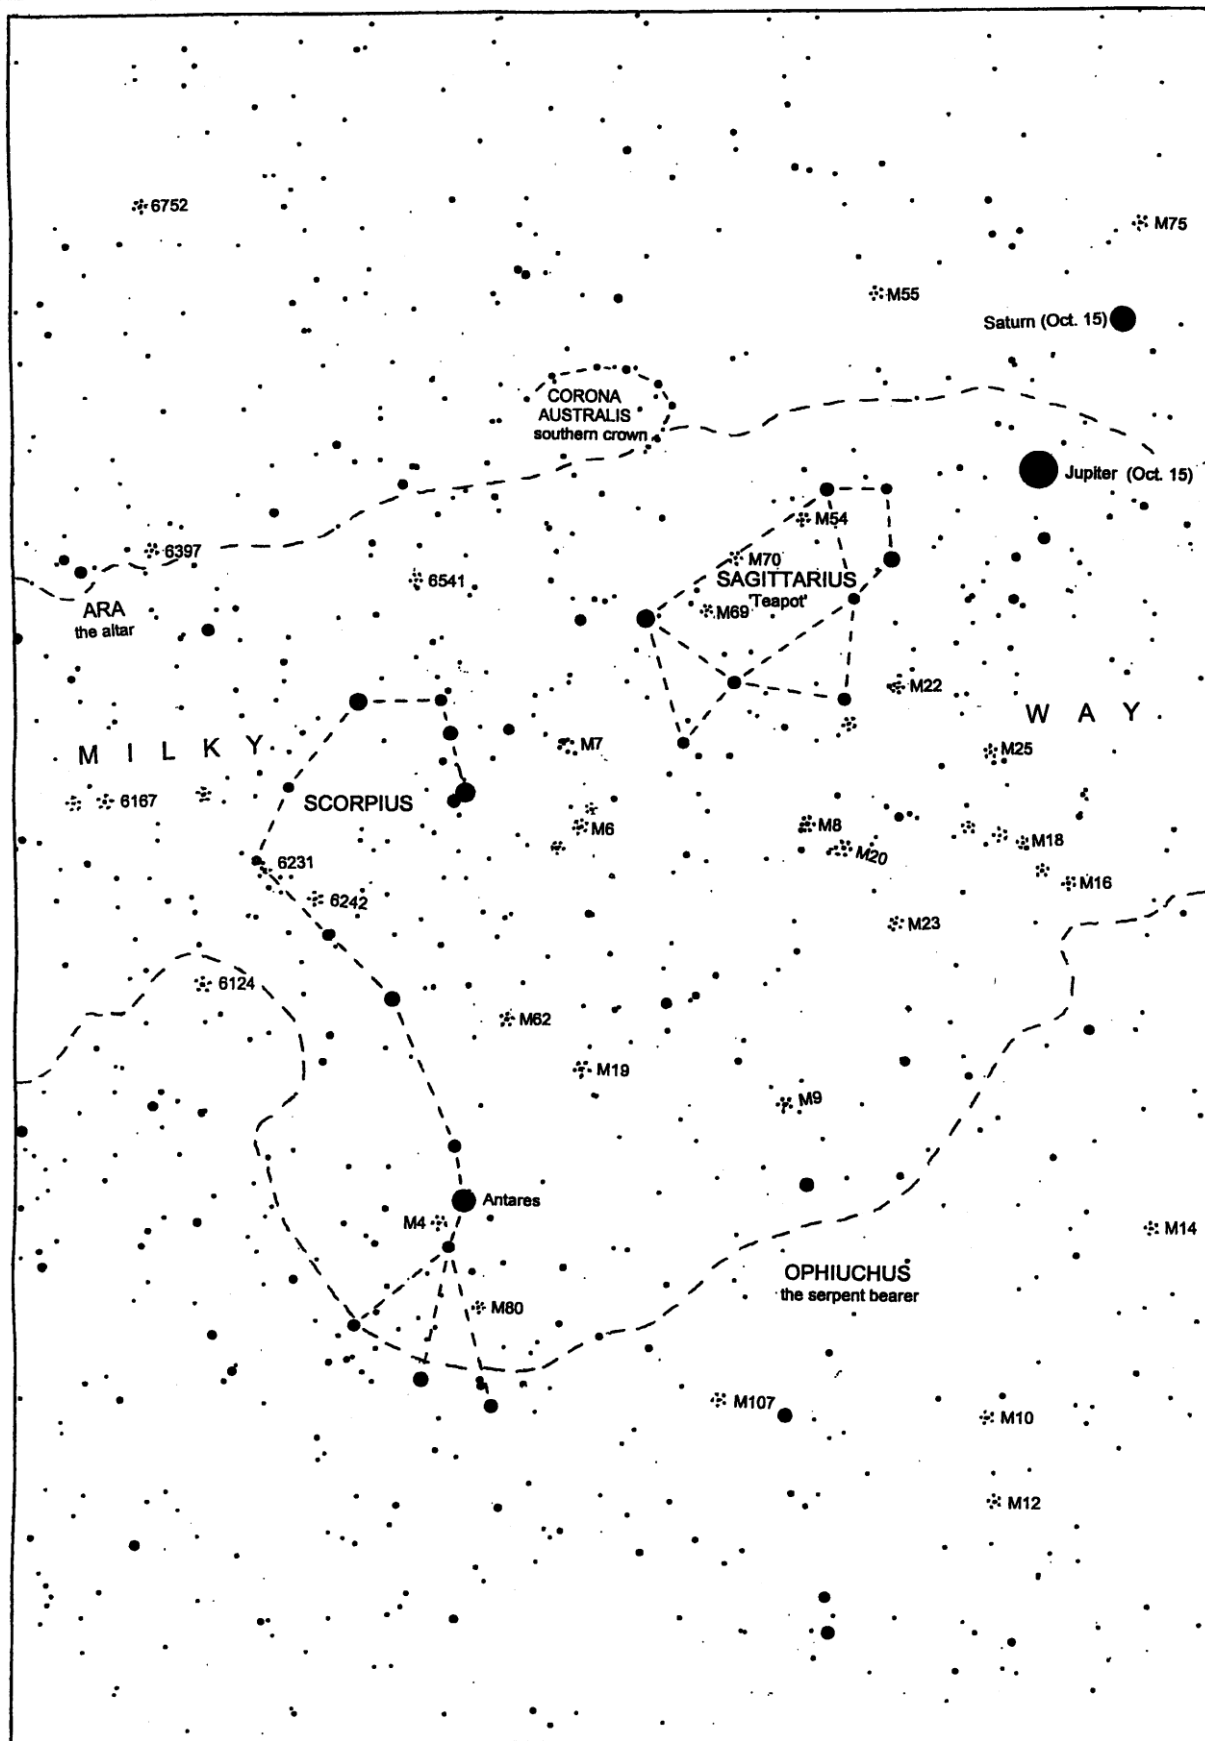 6752
M75
M55
Saturn (Oct. 15)
CORONA
AUSTRALIS
southern crown
Jupiter (Oct. 15)
M54
6397
M70
6541
SAGITTARIUS
'Teapot'
ARA
the altar
M69
M22
WAY
MILKY
M7
M25
6167
SCORPIUS
M6
M8
M18
M20
6231
M16
6242
M23
6124
M62
M19
M9
Antares
M4
M14
OPHIUCHUS
the serpent bearer
M80
M107
M10
M12